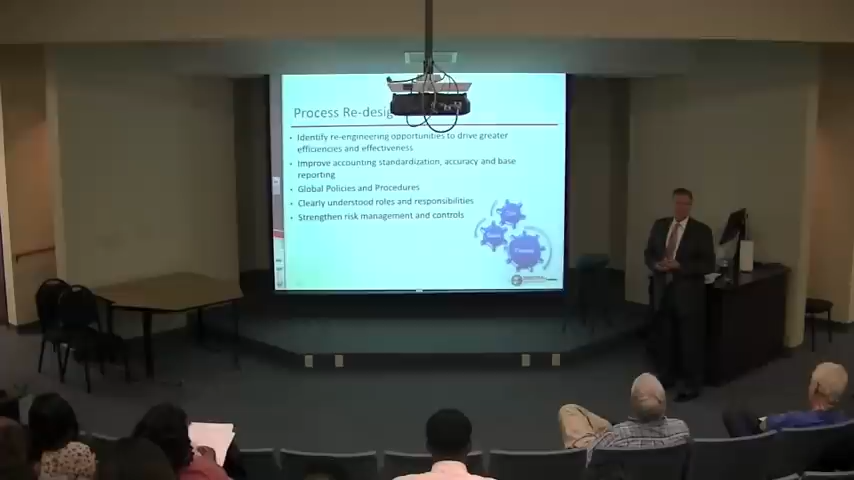 Process Re-desig
• Identify re-engineering opportunities to drive greater
efficiencies and effectiveness
• Improve accounting standardization, accuracy and base
reporting
• Global Policies and Procedures
• Clearly understood roles and responsibilities
• Strengthen risk management and controls